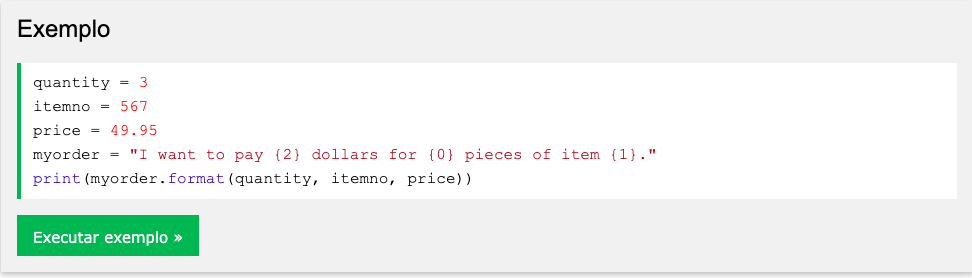 Exemplo
quantity = 3
itemno = 567
price = 49.95
myorder = "I want to pay {2} dollars for {0} pieces of item {1}."
print(myorder.format(quantity, itemno, price))
Executar exemplo »